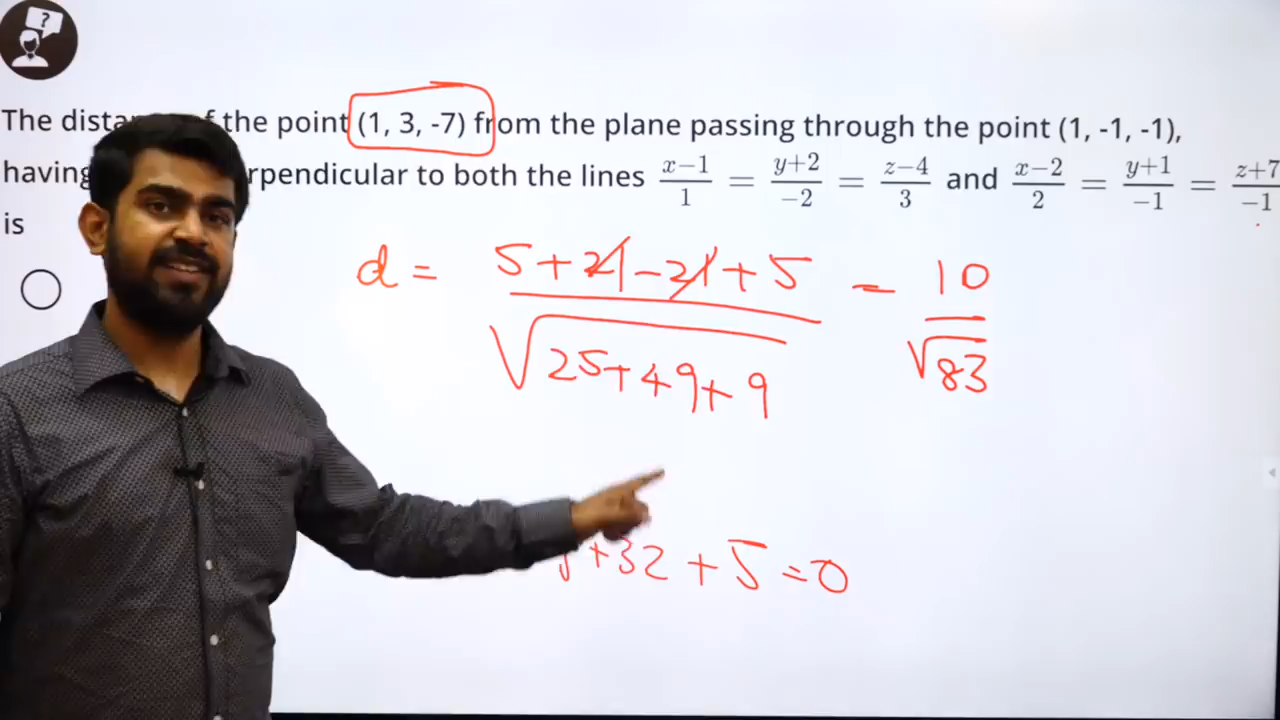 ?
The of the point (1, 3, -7) from the plane passing through the point (1, -1, -1),
having to both the lines x−1/1 = y+2/−2 = z−4/3 and x−2/2 = y+1/−1 = z+7/−1
is
d = 5+21−21+5/√25+49+9 = 10/√83
+3z+5=0